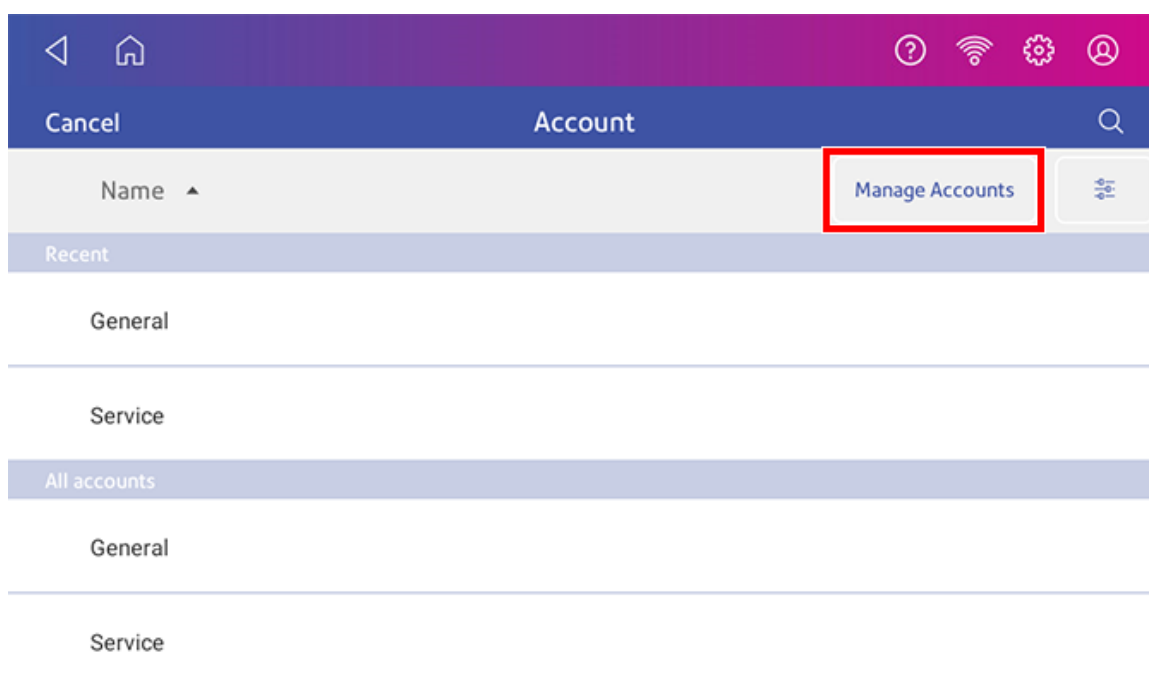 Cancel Account
Name Manage Accounts
Recent
General
Service
All accounts
General
Service